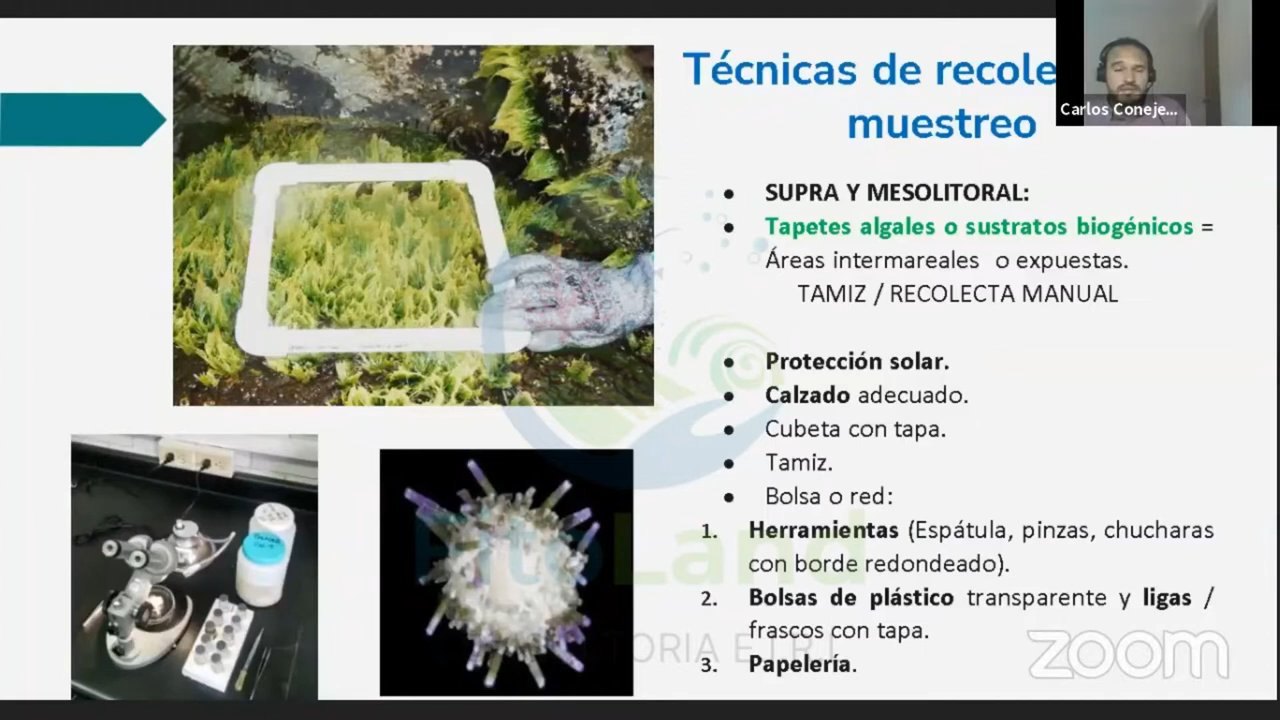 Técnicas de recole
muestreo
Carlos Coneje...
• SUPRA Y MESOLITORAL:
• Tapetes algales o sustratos biogénicos =
Áreas intermareales o expuestas.
TAMIZ / RECOLECTA MANUAL
• Protección solar.
• Calzado adecuado.
• Cubeta con tapa.
• Tamiz.
• Bolsa o red:
1. Herramientas (Espátula, pinzas, chucharas
con borde redondeado).
2. Bolsas de plástico transparente y ligas /
frascos con tapa.
3. Papelería.
FitoLand
zoom